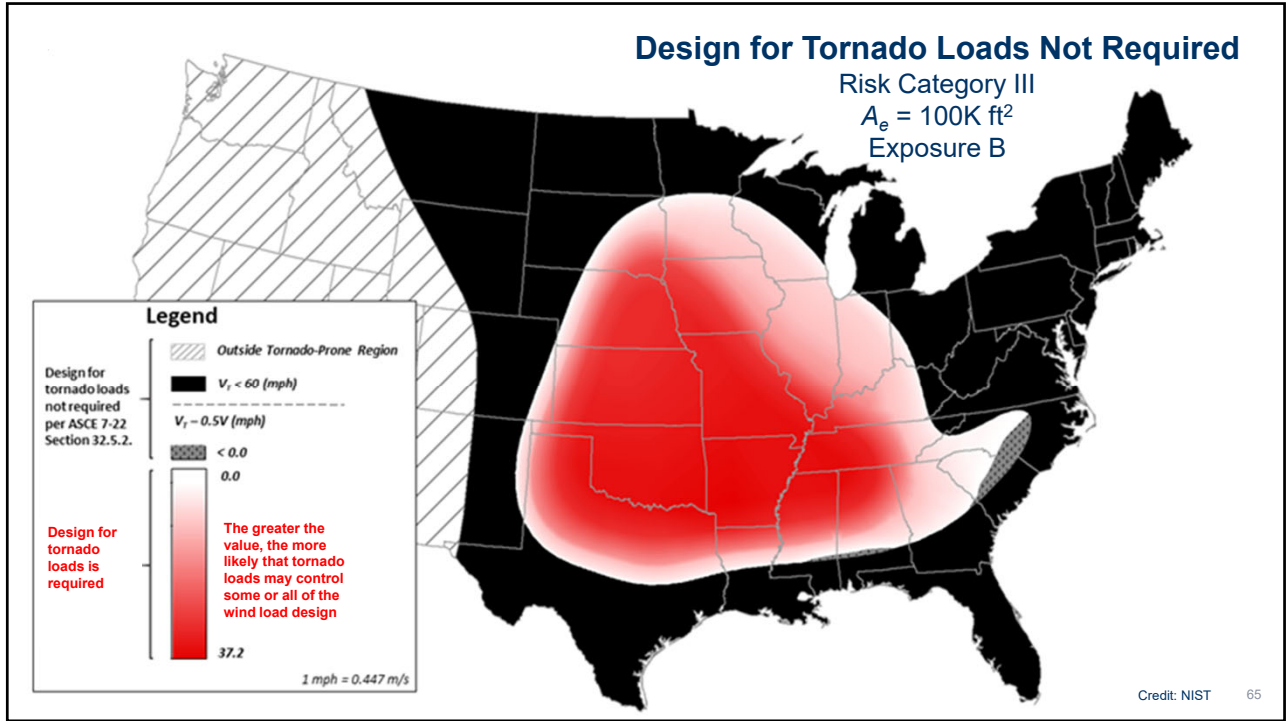 Design for Tornado Loads Not Required
Risk Category III
Aₑ = 100K ft²
Exposure B
Legend
Design for
tornado loads
not required
per ASCE 7-22
Section 32.5.2.
Outside Tornado-Prone Region
V_T < 60 (mph)
V_T – 0.5V (mph)
< 0.0
0.0
Design for
tornado
loads is
required
The greater the
value, the more
likely that tornado
loads may control
some or all of the
wind load design
37.2
1 mph = 0.447 m/s
Credit: NIST
65